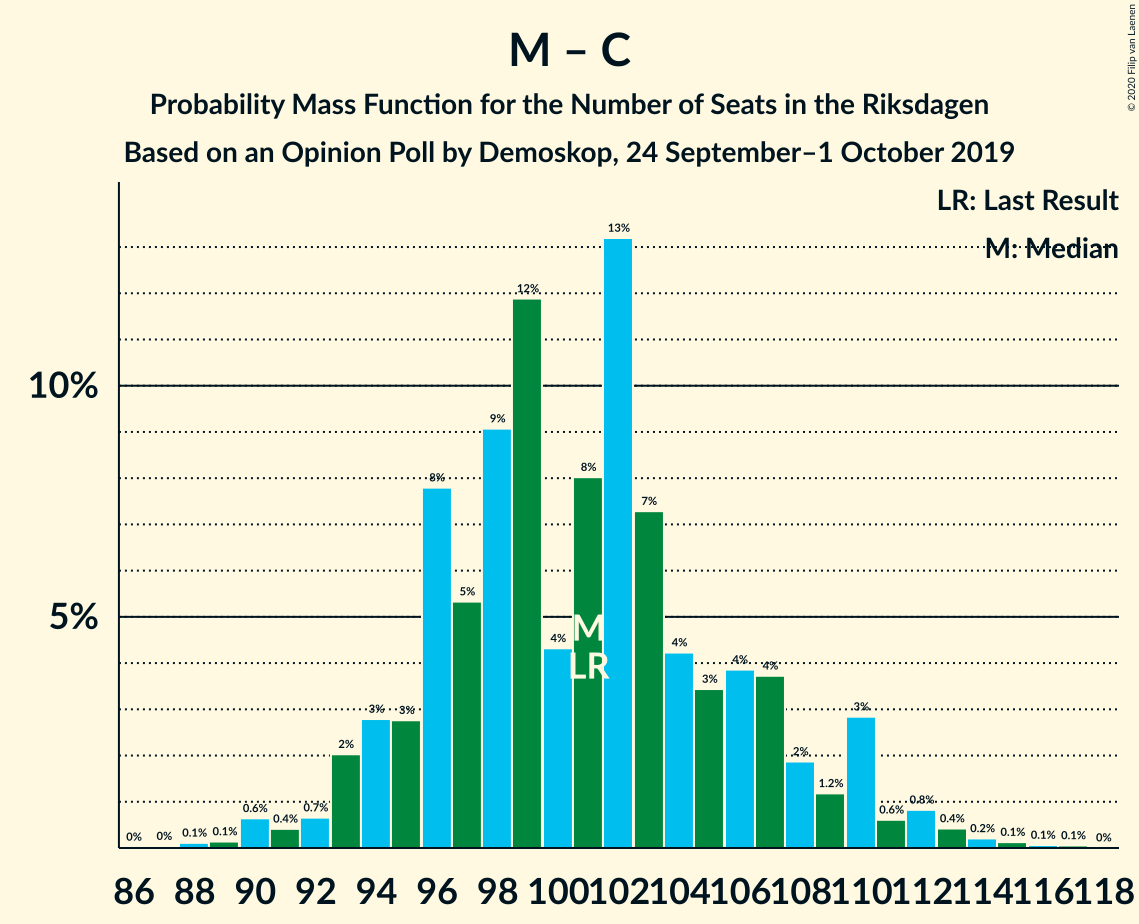 M – C
Probability Mass Function for the Number of Seats in the Riksdagen
Based on an Opinion Poll by Demoskop, 24 September–1 October 2019
© 2020 Filip van Laenen
LR: Last Result
M: Median
10%
5%
0% 0% 0.1% 0.1% 0.6% 0.4% 0.7% 2% 3% 3% 8% 5% 9% 12% 4% 8% 13% 7% 4% 3% 4% 4% 2% 1.2% 3% 0.6% 0.8% 0.4% 0.2% 0.1% 0.1% 0.1% 0%
M
LR
86 88 90 92 94 96 98 100 102 104 106 108 110 112 114 116 118